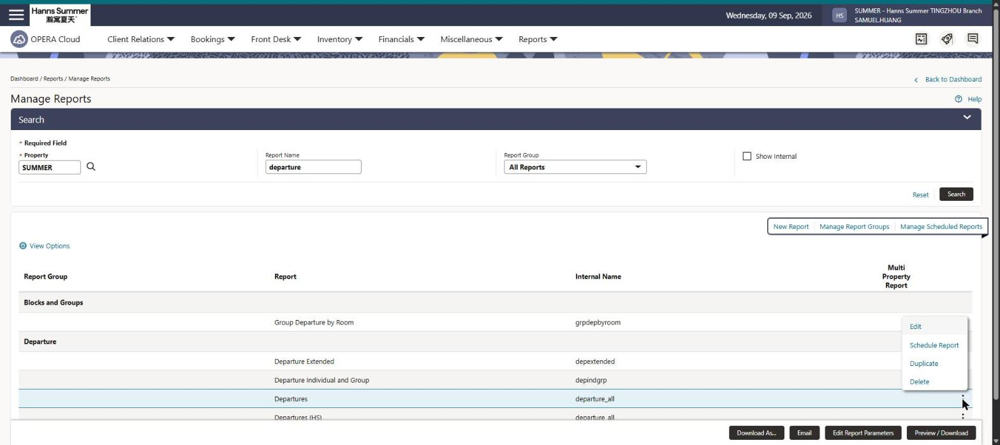 Hanns Summer
瀚寓夏天
Wednesday, 09 Sep, 2026
HS
SUMMER - Hanns Summer TINGZHOU Branch
SAMUEL.HUANG
OPERA Cloud
Client Relations
Bookings
Front Desk
Inventory
Financials
Miscellaneous
Reports
Dashboard / Reports / Manage Reports
Back to Dashboard
Manage Reports
Help
Search
* Required Field
* Property
Report Name
Report Group
Show Internal
SUMMER
departure
All Reports
Reset
Search
New Report
Manage Report Groups
Manage Scheduled Reports
View Options
Report Group
Report
Internal Name
Multi
Property
Report
Blocks and Groups
Group Departure by Room
grpdepbyroom
Edit
Departure
Schedule Report
Departure Extended
depextended
Duplicate
Departure Individual and Group
depindgrp
Delete
Departures
departure_all
Departures (HS)
departure_all
Download As...
Email
Edit Report Parameters
Preview / Download